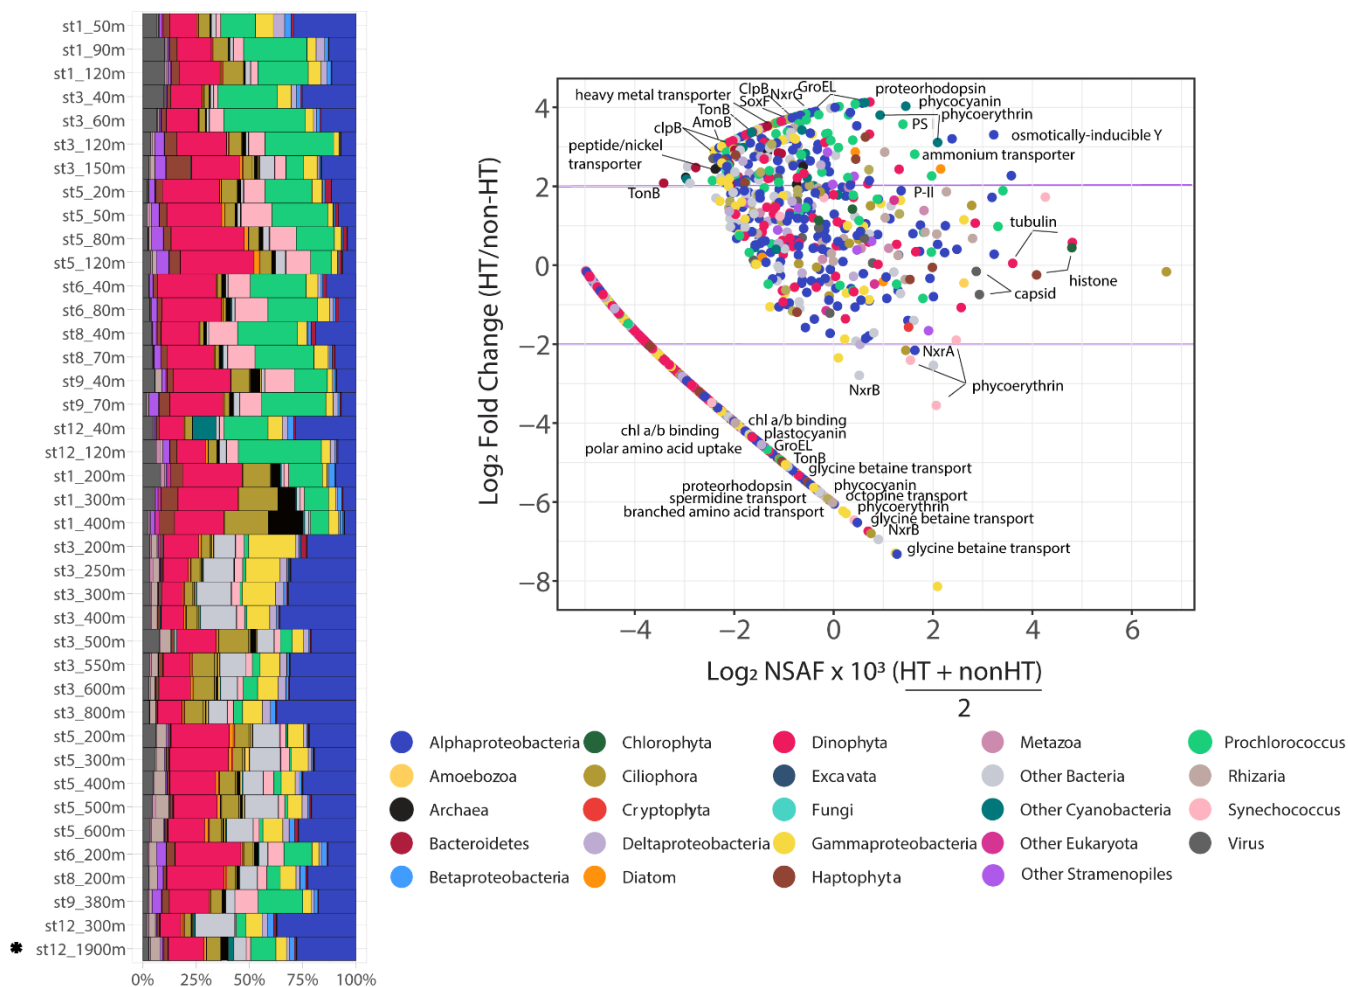 st1_50m
st1_90m
st1_120m
st3_40m
st3_60m
st3_120m
st3_150m
st5_20m
st5_50m
st5_80m
st5_120m
st6_40m
st6_80m
st8_40m
st8_70m
st9_40m
st9_70m
st12_40m
st12_120m
st1_200m
st1_300m
st1_400m
st3_200m
st3_250m
st3_300m
st3_400m
st3_500m
st3_550m
st3_600m
st3_800m
st5_200m
st5_300m
st5_400m
st5_500m
st5_600m
st6_200m
st8_200m
st9_380m
st12_300m
* st12_1900m
0% 25% 50% 75% 100%
Log₂ Fold Change (HT/non-HT)
4
2
0
−2
−4
−6
−8
heavy metal transporter
ClpB
NxrG
GroEL
proteorhodopsin
SoxF
TonB
AmoB
clpB
peptide/nickel
transporter
TonB
phycocyanin
phycoerythrin
PS
osmotically-inducible Y
ammonium transporter
P-II
tubulin
histone
capsid
NxrA
NxrB
phycoerythrin
chl a/b binding
chl a/b binding
plastocyanin
polar amino acid uptake
GroEL
TonB
glycine betaine transport
proteorhodopsin
phycocyanin
spermidine transport
octopine transport
branched amino acid transport
phycoerythrin
glycine betaine transport
NxrB
glycine betaine transport
−4 −2 0 2 4 6
Log₂ NSAF x 10³ (HT + nonHT)
2
Alphaproteobacteria Chlorophyta Dinophyta Metazoa Prochlorococcus
Amoebozoa Ciliophora Excavata Other Bacteria Rhizaria
Archaea Cryptophyta Fungi Other Cyanobacteria Synechococcus
Bacteroidetes Deltaproteobacteria Gammaproteobacteria Other Eukaryota Virus
Betaproteobacteria Diatom Haptophyta Other Stramenopiles